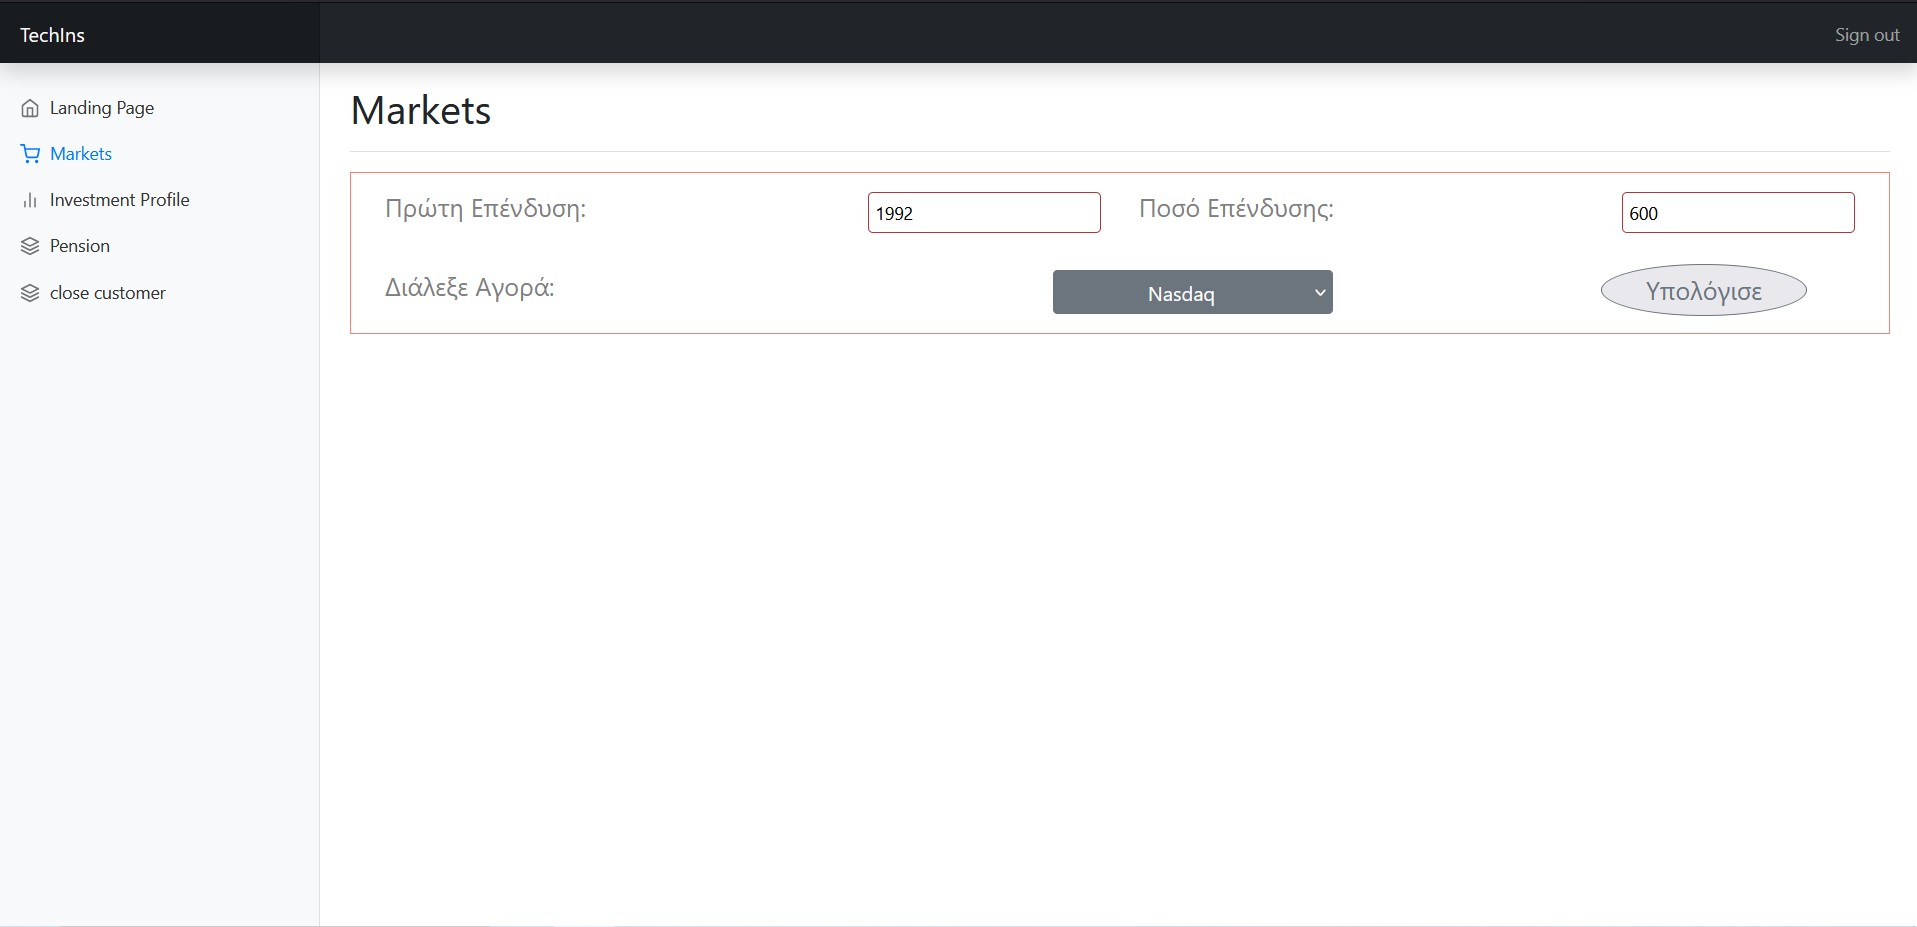 TechIns
Sign out
Landing Page
Markets
Investment Profile
Pension
close customer
Markets
Πρώτη Επένδυση:
1992
Ποσό Επένδυσης:
600
Διάλεξε Αγορά:
Nasdaq
Υπολόγισε